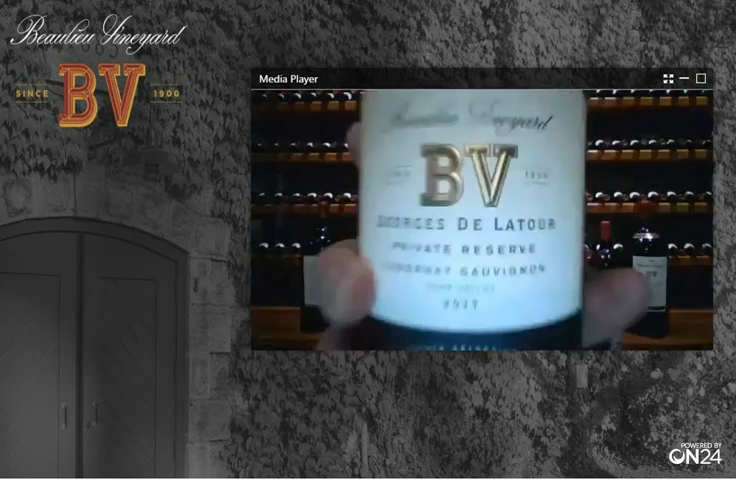 Beaulieu Vineyard
SINCE BV 1900
Media Player
Beaulieu Vineyard
BV
GEORGES DE LATOUR
PRIVATE RESERVE
CABERNET SAUVIGNON
2017
BV
POWERED BY
ON24